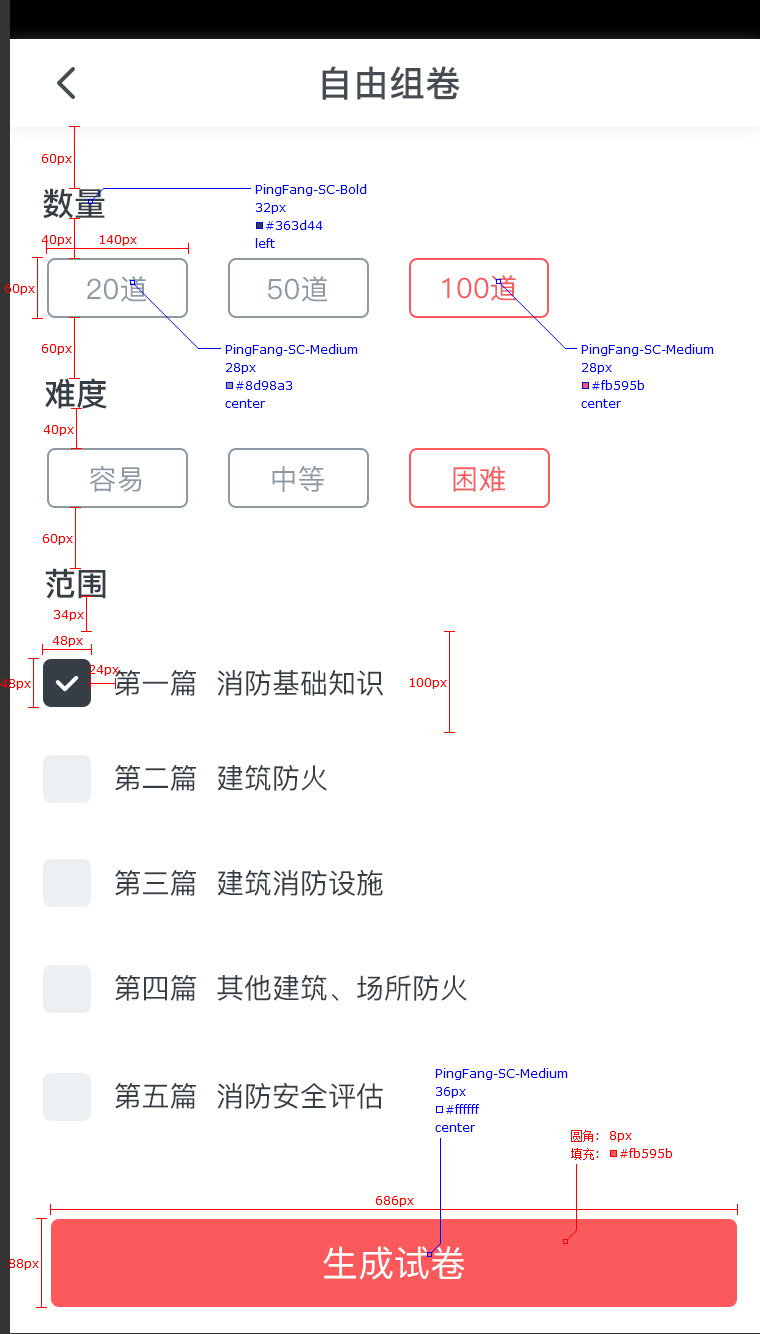 自由组卷
60px
数量
PingFang-SC-Bold
32px
#363d44
left
40px
140px
60px
20道
50道
100道
60px
PingFang-SC-Medium
28px
#8d98a3
center
PingFang-SC-Medium
28px
#fb595b
center
难度
40px
容易
中等
困难
60px
范围
34px
48px
48px
24px
第一篇 消防基础知识
100px
第二篇 建筑防火
第三篇 建筑消防设施
第四篇 其他建筑、场所防火
第五篇 消防安全评估
PingFang-SC-Medium
36px
#ffffff
center
圆角: 8px
填充: #fb595b
686px
88px
生成试卷